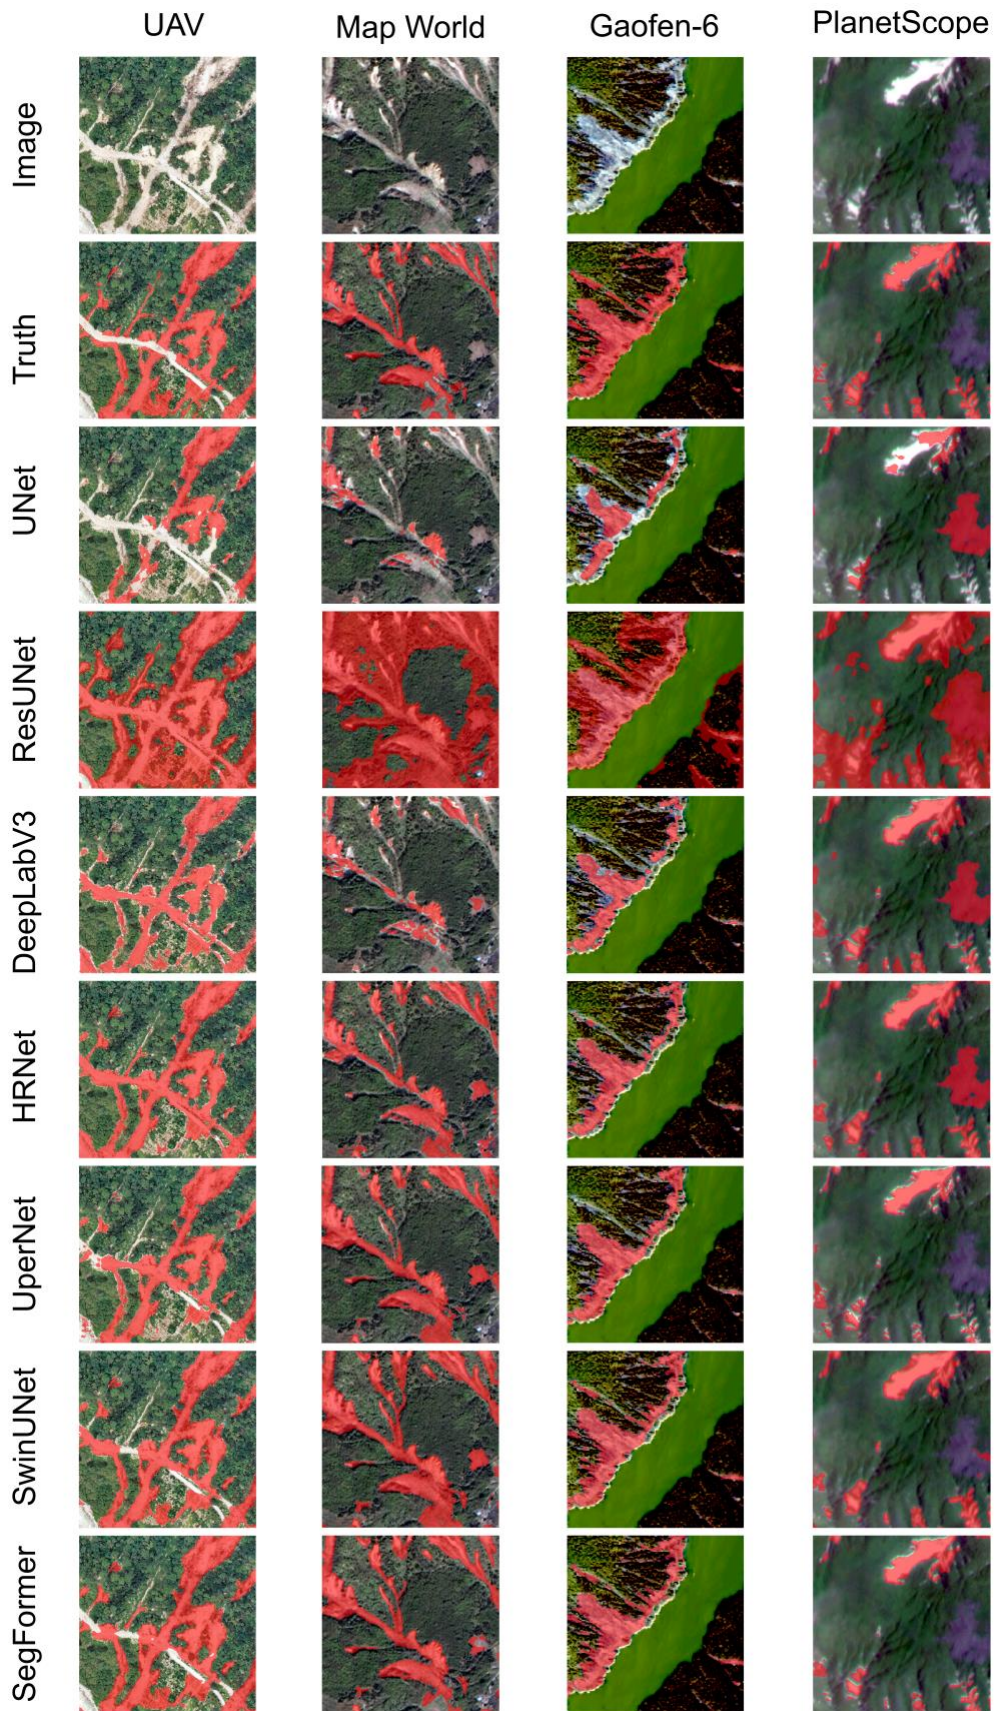 UAV Map World Gaofen-6 PlanetScope
Image
Truth
UNet
ResUNet
DeepLabV3
HRNet
UperNet
SwinUNet
SegFormer